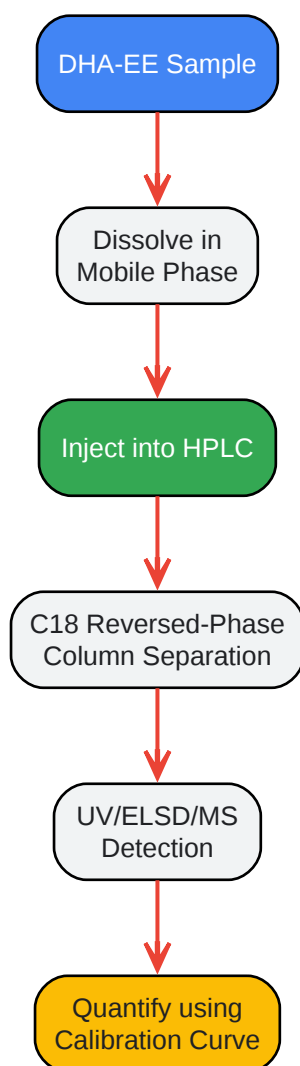 DHA-EE Sample
Dissolve in
Mobile Phase
Inject into HPLC
C18 Reversed-Phase
Column Separation
UV/ELSD/MS
Detection
Quantify using
Calibration Curve